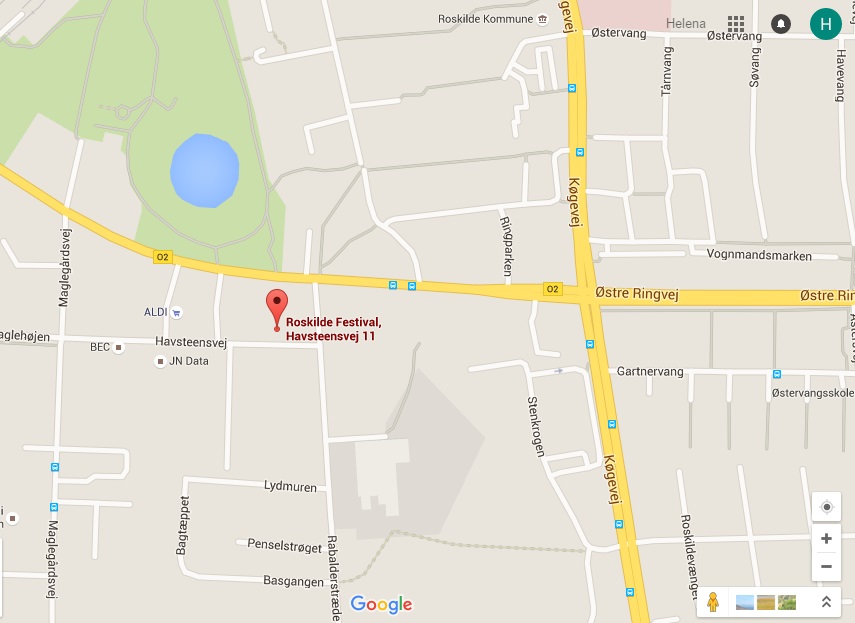 Køgevej
Roskilde Kommune
Helena
H
Østervang
Østervang
Tårnvang
Søvang
Havevang
Køgevej
Maglegårdsvej
Ringparken
Vognmandsmarken
O2
O2
Østre Ringvej
Østre Rin
ALDI
Roskilde Festival,
Havsteensvej 11
aglehøjen
BEC
Havsteensvej
JN Data
Gartnervang
Østervangsskole
Stenkrogen
Køgevej
Lydmuren
Bagtæppet
Penselstrøget
Basgangen
Rabalderstræde
Maglegårdsvej
Roskildevænget
Google
+
−